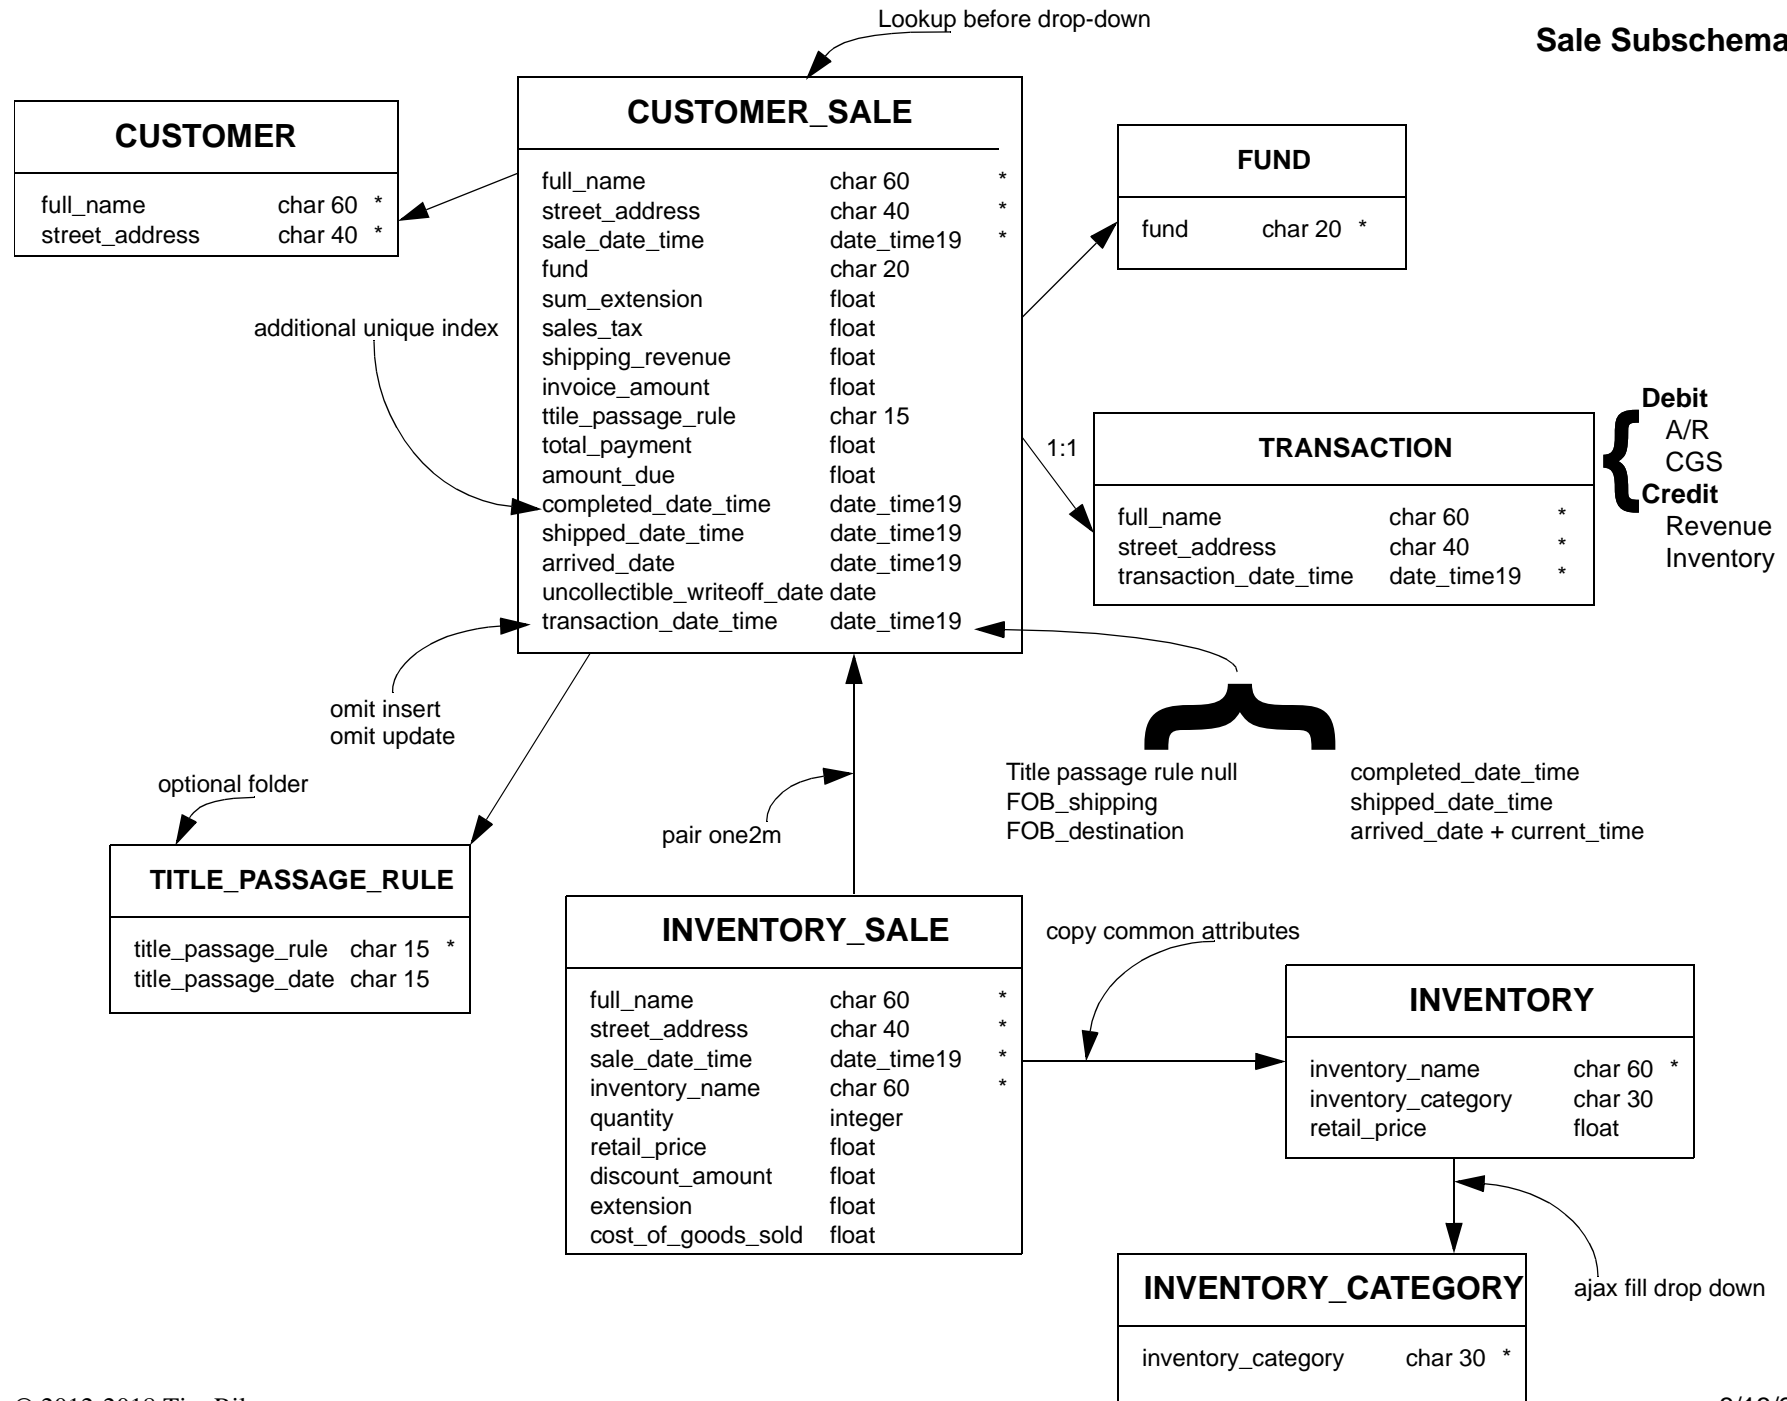 Lookup before drop-down
Sale Subschema
CUSTOMER_SALE
full_name char 60 *
street_address char 40 *
sale_date_time date_time19 *
fund char 20
sum_extension float
sales_tax float
shipping_revenue float
invoice_amount float
ttile_passage_rule char 15
total_payment float
amount_due float
completed_date_time date_time19
shipped_date_time date_time19
arrived_date date_time19
uncollectible_writeoff_date date
transaction_date_time date_time19
CUSTOMER
full_name char 60 *
street_address char 40 *
FUND
fund char 20 *
additional unique index
1:1
TRANSACTION
full_name char 60 *
street_address char 40 *
transaction_date_time date_time19 *
Debit
A/R
CGS
Credit
Revenue
Inventory
omit insert
omit update
optional folder
pair one2m
Title passage rule null completed_date_time
FOB_shipping shipped_date_time
FOB_destination arrived_date + current_time
TITLE_PASSAGE_RULE
title_passage_rule char 15 *
title_passage_date char 15
INVENTORY_SALE
full_name char 60 *
street_address char 40 *
sale_date_time date_time19 *
inventory_name char 60 *
quantity integer
retail_price float
discount_amount float
extension float
cost_of_goods_sold float
copy common attributes
INVENTORY
inventory_name char 60 *
inventory_category char 30
retail_price float
INVENTORY_CATEGORY
inventory_category char 30 *
ajax fill drop down